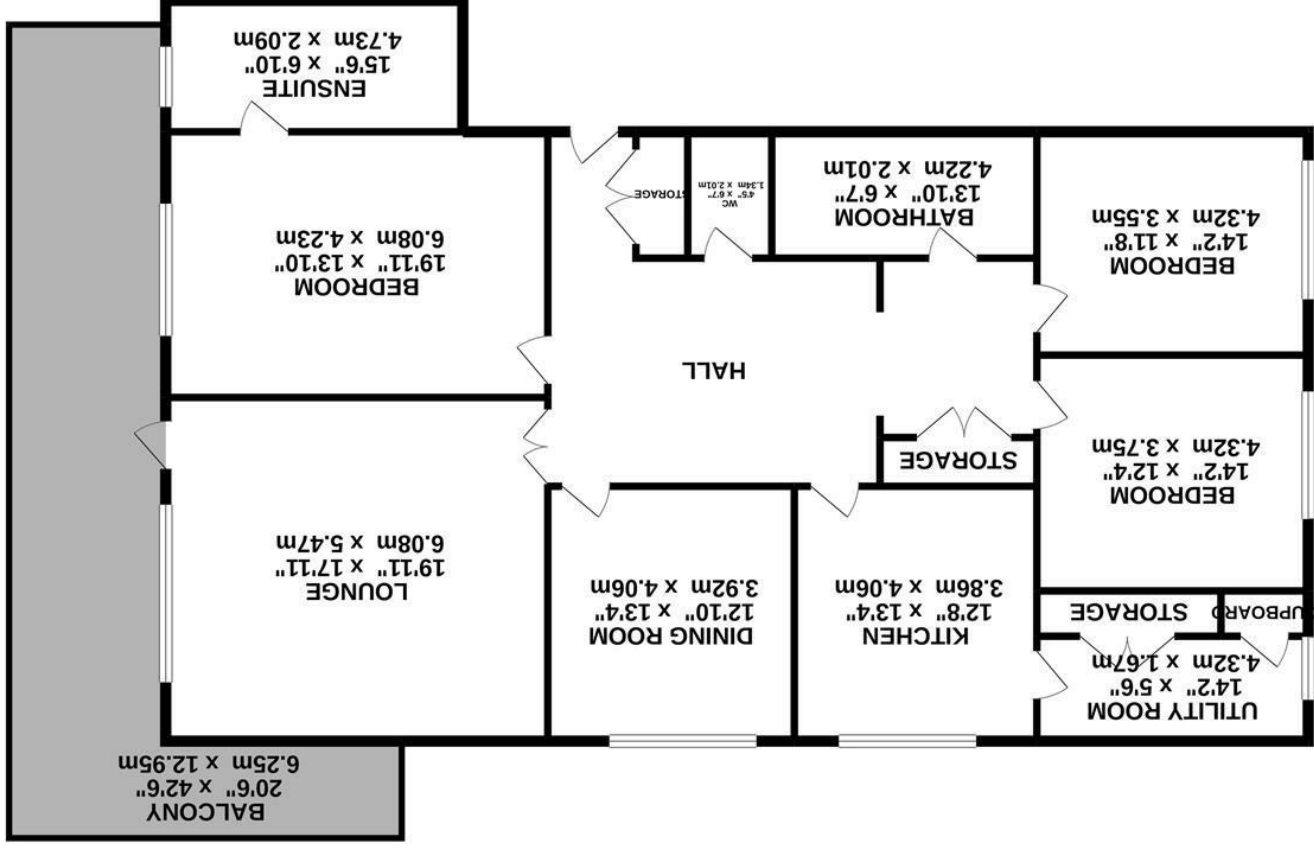 BALCONY
20'6" x 42'6"
6.25m x 12.95m
UTILITY ROOM
14'2" x 5'6"
4.32m x 1.67m
CUPBOARD
STORAGE
KITCHEN
12'8" x 13'4"
3.86m x 4.06m
DINING ROOM
12'10" x 13'4"
3.92m x 4.06m
LOUNGE
19'11" x 17'11"
6.08m x 5.47m
BEDROOM
14'2" x 12'4"
4.32m x 3.75m
STORAGE
HALL
BEDROOM
14'2" x 11'8"
4.32m x 3.55m
BATHROOM
13'10" x 6'7"
4.22m x 2.01m
WC
4'5" x 6'7"
1.34m x 2.01m
STORAGE
BEDROOM
19'11" x 13'10"
6.08m x 4.23m
ENSUITE
15'6" x 6'10"
4.73m x 2.09m